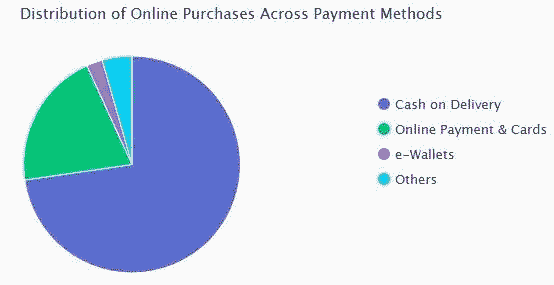 Distribution of Online Purchases Across Payment Methods
Cash on Delivery
Online Payment & Cards
e-Wallets
Others